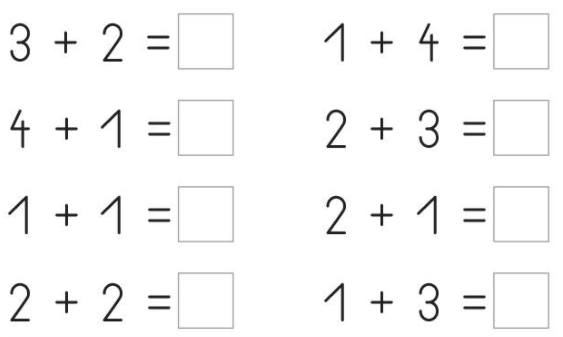 3 + 2 = 1 + 4 =
4 + 1 = 2 + 3 =
1 + 1 = 2 + 1 =
2 + 2 = 1 + 3 =